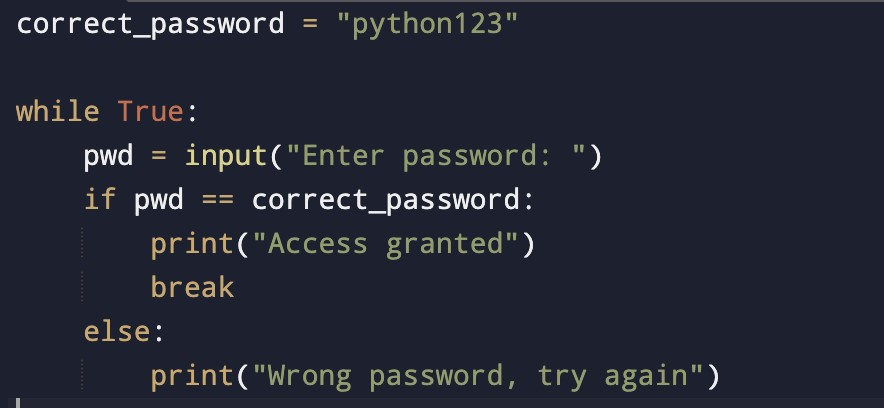 correct_password = "python123"

while True:
    pwd = input("Enter password: ")
    if pwd == correct_password:
        print("Access granted")
        break
    else:
        print("Wrong password, try again")